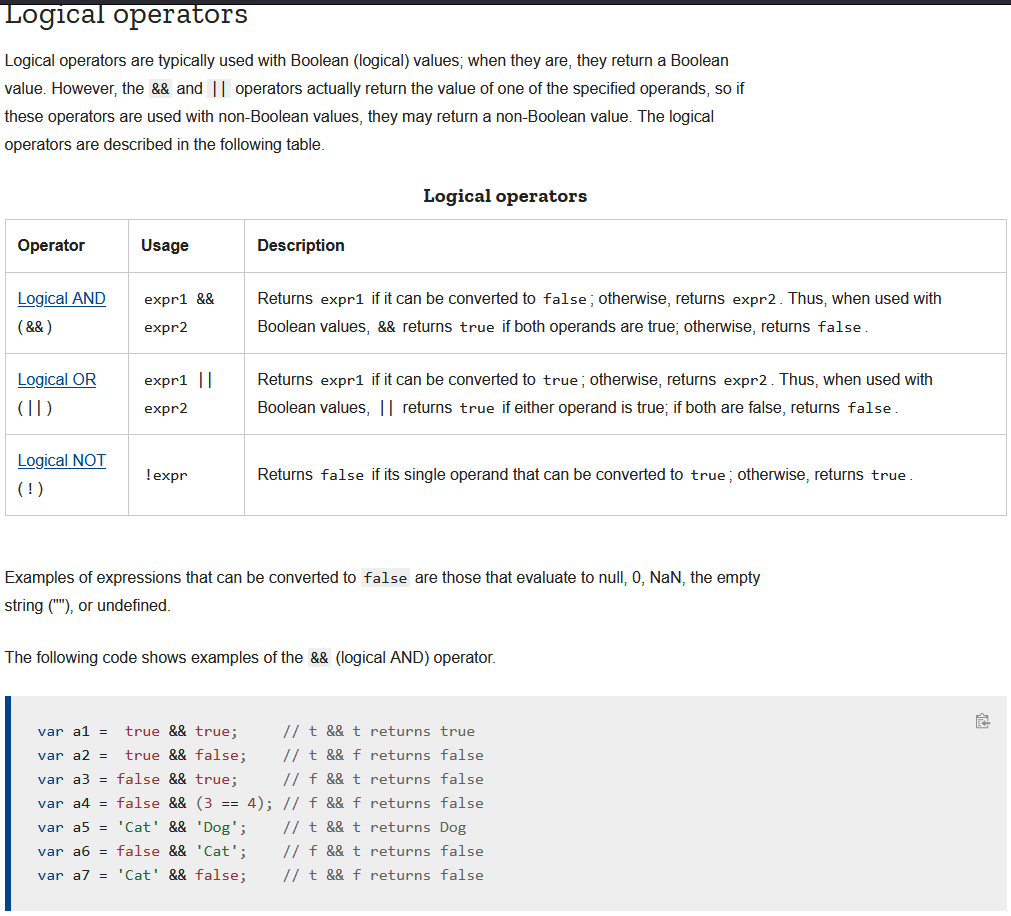 Logical operators
Logical operators are typically used with Boolean (logical) values; when they are, they return a Boolean
value. However, the && and || operators actually return the value of one of the specified operands, so if
these operators are used with non-Boolean values, they may return a non-Boolean value. The logical
operators are described in the following table.
Logical operators
Operator Usage Description
Logical AND (&&) expr1 && expr2 Returns expr1 if it can be converted to false; otherwise, returns expr2. Thus, when used with
Boolean values, && returns true if both operands are true; otherwise, returns false.
Logical OR (||) expr1 || expr2 Returns expr1 if it can be converted to true; otherwise, returns expr2. Thus, when used with
Boolean values, || returns true if either operand is true; if both are false, returns false.
Logical NOT (!) !expr Returns false if its single operand that can be converted to true; otherwise, returns true.
Examples of expressions that can be converted to false are those that evaluate to null, 0, NaN, the empty
string (""), or undefined.
The following code shows examples of the && (logical AND) operator.
var a1 =  true && true;     // t && t returns true
var a2 =  true && false;    // t && f returns false
var a3 = false && true;     // f && t returns false
var a4 = false && (3 == 4); // f && f returns false
var a5 = 'Cat' && 'Dog';    // t && t returns Dog
var a6 = false && 'Cat';    // f && t returns false
var a7 = 'Cat' && false;    // t && f returns false